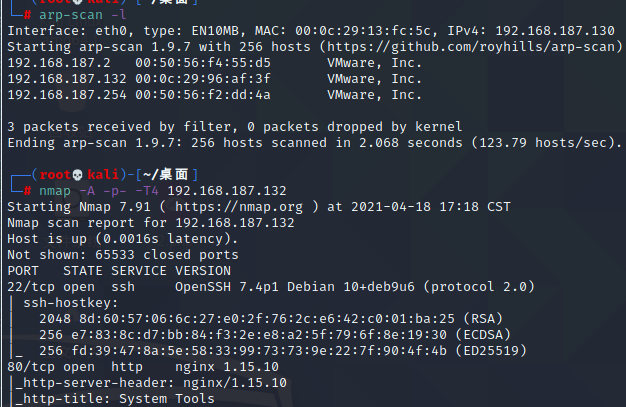 └─# arp-scan -l
Interface: eth0, type: EN10MB, MAC: 00:0c:29:13:fc:5c, IPv4: 192.168.187.130
Starting arp-scan 1.9.7 with 256 hosts (https://github.com/royhills/arp-scan)
192.168.187.2 00:50:56:f4:55:d5 VMware, Inc.
192.168.187.132 00:0c:29:96:af:3f VMware, Inc.
192.168.187.254 00:50:56:f2:dd:4a VMware, Inc.
3 packets received by filter, 0 packets dropped by kernel
Ending arp-scan 1.9.7: 256 hosts scanned in 2.068 seconds (123.79 hosts/sec).
┌──(root💀kali)-[~/桌面]
└─# nmap -A -p- -T4 192.168.187.132
Starting Nmap 7.91 ( https://nmap.org ) at 2021-04-18 17:18 CST
Nmap scan report for 192.168.187.132
Host is up (0.0016s latency).
Not shown: 65533 closed ports
PORT STATE SERVICE VERSION
22/tcp open ssh OpenSSH 7.4p1 Debian 10+deb9u6 (protocol 2.0)
| ssh-hostkey:
| 2048 8d:60:57:06:6c:27:e0:2f:76:2c:e6:42:c0:01:ba:25 (RSA)
| 256 e7:83:8c:d7:bb:84:f3:2e:e8:a2:5f:79:6f:8e:19:30 (ECDSA)
|_ 256 fd:39:47:8a:5e:58:33:99:73:73:9e:22:7f:90:4f:4b (ED25519)
80/tcp open http nginx 1.15.10
|_http-server-header: nginx/1.15.10
|_http-title: System Tools